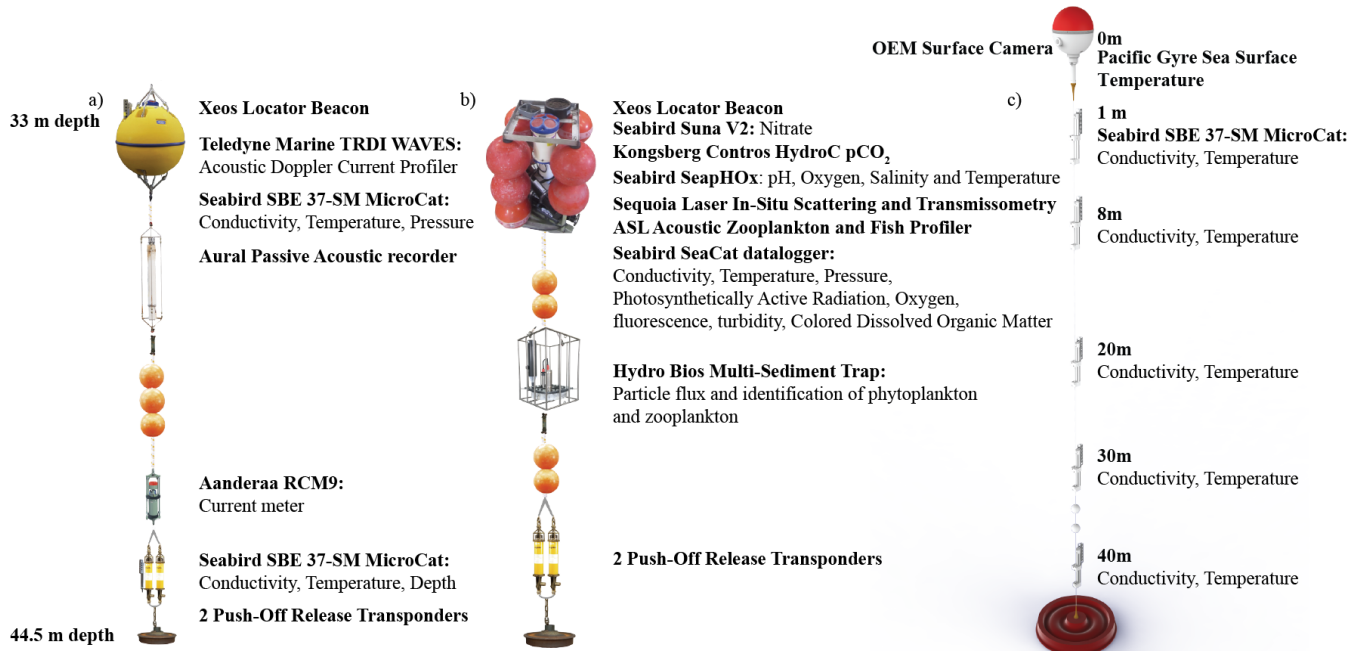 a)
33 m depth
Xeos Locator Beacon
Teledyne Marine TRDI WAVES:
Acoustic Doppler Current Profiler
Seabird SBE 37-SM MicroCat:
Conductivity, Temperature, Pressure
Aural Passive Acoustic recorder
Aanderaa RCM9:
Current meter
Seabird SBE 37-SM MicroCat:
Conductivity, Temperature, Depth
2 Push-Off Release Transponders
44.5 m depth
b)
Xeos Locator Beacon
Seabird Suna V2: Nitrate
Kongsberg Contros HydroC pCO₂
Seabird SeapHOx: pH, Oxygen, Salinity and Temperature
Sequoia Laser In-Situ Scattering and Transmissometry
ASL Acoustic Zooplankton and Fish Profiler
Seabird SeaCat datalogger:
Conductivity, Temperature, Pressure,
Photosynthetically Active Radiation, Oxygen,
fluorescence, turbidity, Colored Dissolved Organic Matter
Hydro Bios Multi-Sediment Trap:
Particle flux and identification of phytoplankton
and zooplankton
2 Push-Off Release Transponders
c)
OEM Surface Camera
0m
Pacific Gyre Sea Surface
Temperature
1 m
Seabird SBE 37-SM MicroCat:
Conductivity, Temperature
8m
Conductivity, Temperature
20m
Conductivity, Temperature
30m
Conductivity, Temperature
40m
Conductivity, Temperature